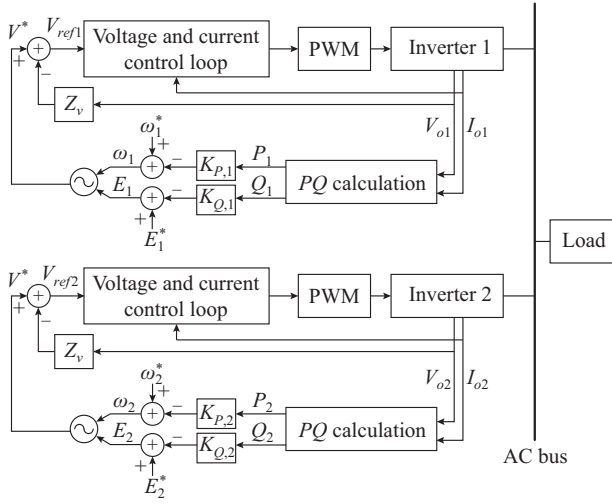 V* V_ref1 Voltage and current control loop PWM Inverter 1
+ + −
Z_v
V_o1 I_o1
ω_1^*
+
ω_1 + − K_P,1 P_1
E_1 + − K_Q,1 Q_1
PQ calculation
+
E_1^*
Load
V* V_ref2 Voltage and current control loop PWM Inverter 2
+ + −
Z_v
V_o2 I_o2
ω_2^*
+
ω_2 + − K_P,2 P_2
E_2 + − K_Q,2 Q_2
PQ calculation
+
E_2^*
AC bus